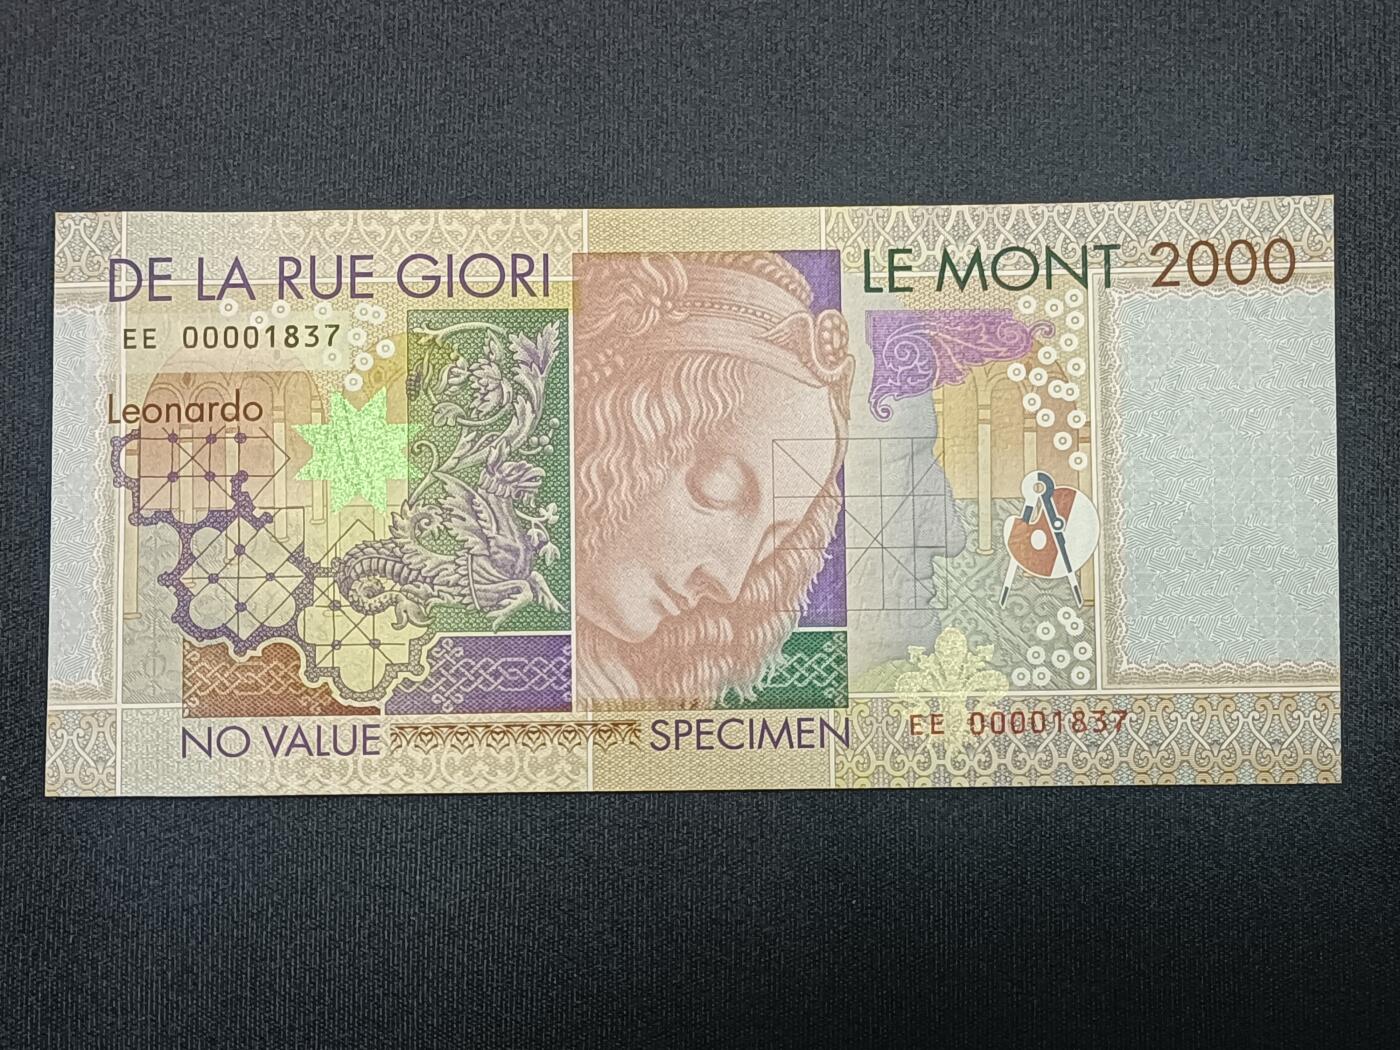 DE LA RUE GIORI
LE MONT 2000
EE 00001837
Leonardo
NO VALUE
SPECIMEN
EE 00001837